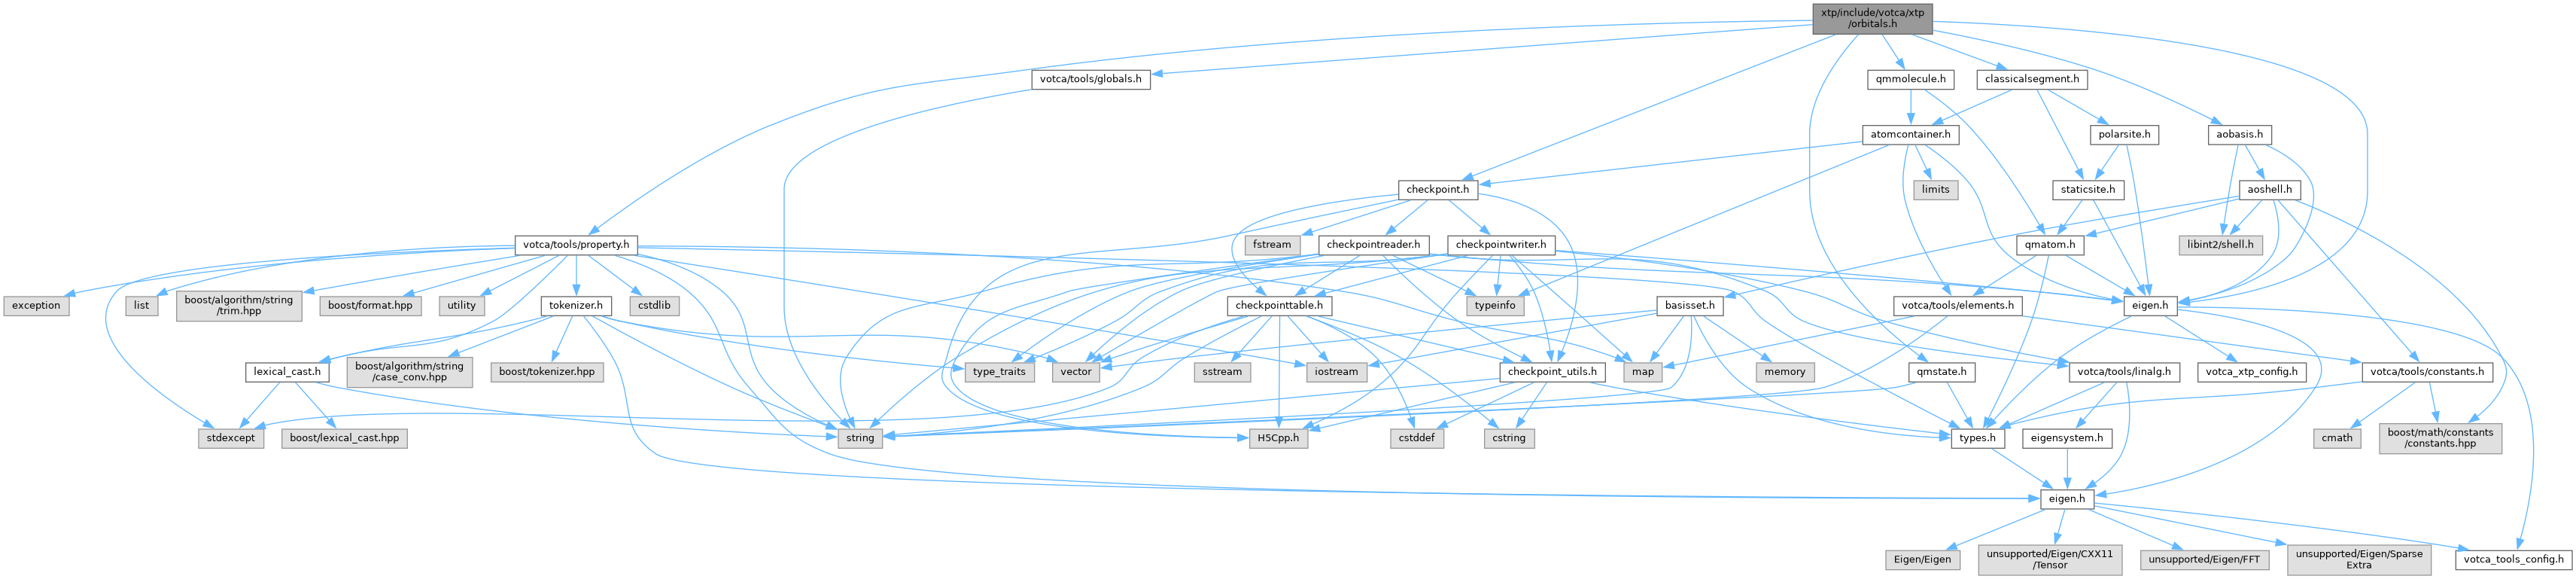 xtp/include/votca/xtp
/orbitals.h
votca/tools/globals.h
qmmolecule.h
classicalsegment.h
atomcontainer.h
polarsite.h
aobasis.h
checkpoint.h
limits
staticsite.h
aoshell.h
votca/tools/property.h
fstream
checkpointreader.h
checkpointwriter.h
qmatom.h
libint2/shell.h
exception
list
boost/algorithm/string
/trim.hpp
boost/format.hpp
utility
tokenizer.h
cstdlib
checkpointtable.h
typeinfo
basisset.h
votca/tools/elements.h
eigen.h
lexical_cast.h
boost/algorithm/string
/case_conv.hpp
boost/tokenizer.hpp
type_traits
vector
sstream
iostream
checkpoint_utils.h
map
memory
qmstate.h
votca/tools/linalg.h
votca_xtp_config.h
votca/tools/constants.h
stdexcept
boost/lexical_cast.hpp
string
H5Cpp.h
cstddef
cstring
types.h
eigensystem.h
cmath
boost/math/constants
/constants.hpp
eigen.h
Eigen/Eigen
unsupported/Eigen/CXX11
/Tensor
unsupported/Eigen/FFT
unsupported/Eigen/Sparse
Extra
votca_tools_config.h